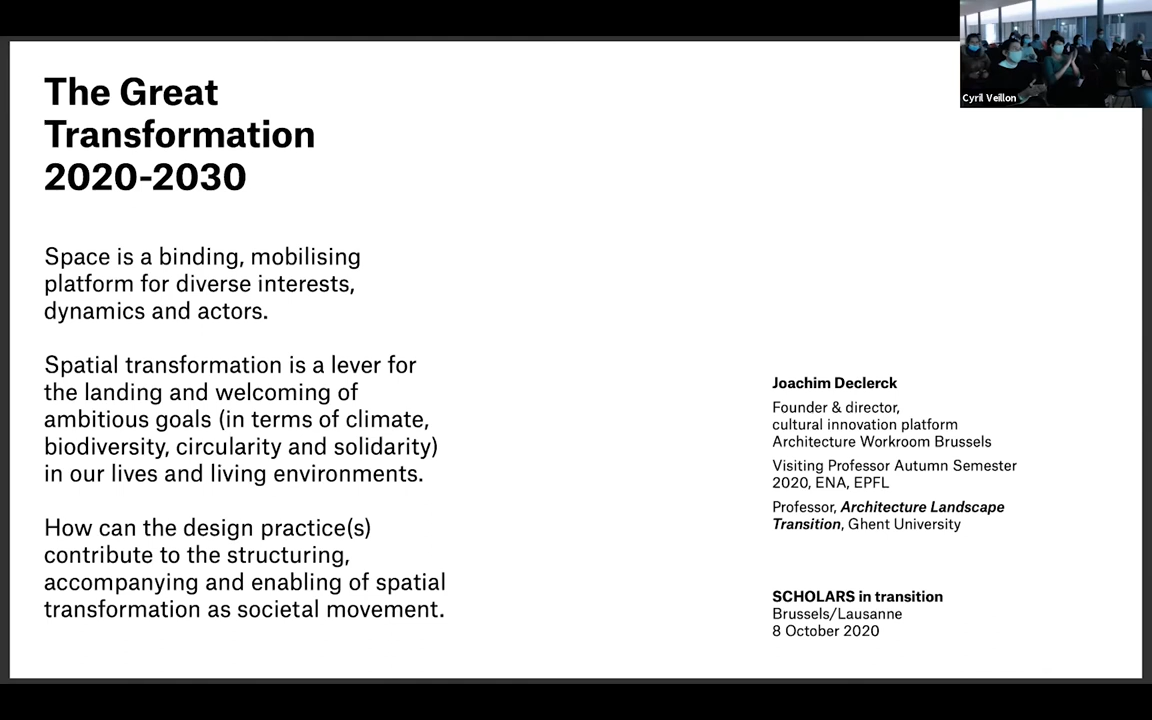 The Great
Transformation
2020-2030
Space is a binding, mobilising
platform for diverse interests,
dynamics and actors.
Spatial transformation is a lever for
the landing and welcoming of
ambitious goals (in terms of climate,
biodiversity, circularity and solidarity)
in our lives and living environments.
How can the design practice(s)
contribute to the structuring,
accompanying and enabling of spatial
transformation as societal movement.
Joachim Declerck
Founder & director,
cultural innovation platform
Architecture Workroom Brussels
Visiting Professor Autumn Semester
2020, ENA, EPFL
Professor, Architecture Landscape
Transition, Ghent University
SCHOLARS in transition
Brussels/Lausanne
8 October 2020
Cyril Veillon